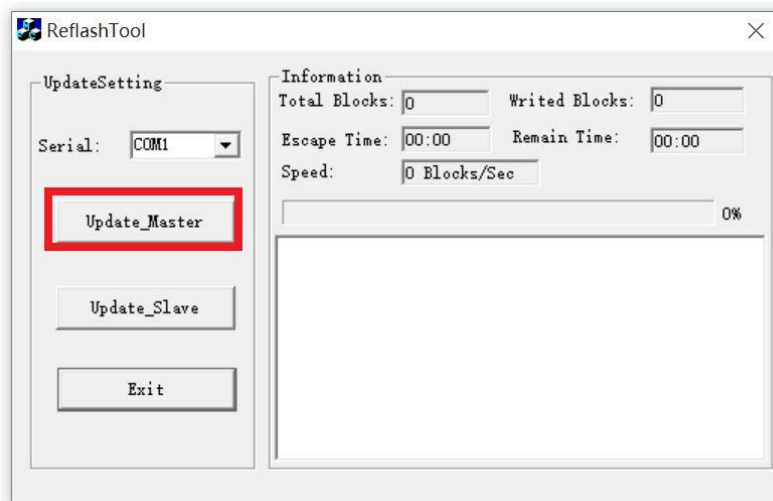 ReflashTool
UpdateSetting
Serial: COM1
Update_Master
Update_Slave
Exit
Information
Total Blocks: 0 Writed Blocks: 0
Escape Time: 00:00 Remain Time: 00:00
Speed: 0 Blocks/Sec
0%